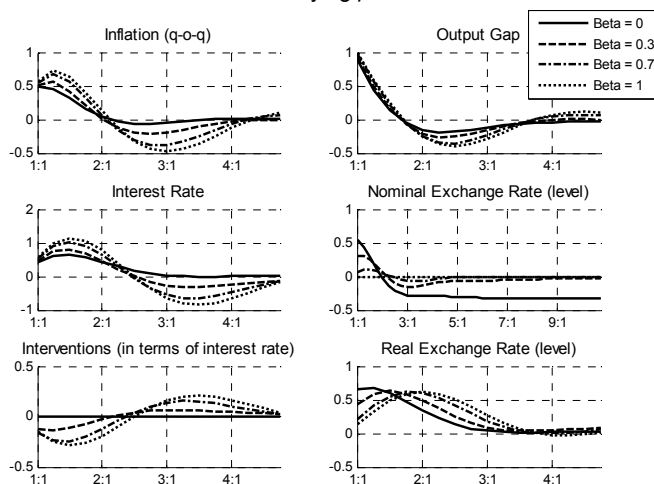 Inflation (q-o-q)
1
0.5
0
-0.5
1:1 2:1 3:1 4:1
Output Gap
1
0.5
0
-0.5
1:1 2:1 3:1 4:1
Beta = 0
Beta = 0.3
Beta = 0.7
Beta = 1
Interest Rate
2
1
0
-1
1:1 2:1 3:1 4:1
Nominal Exchange Rate (level)
1
0.5
0
-0.5
1:1 3:1 5:1 7:1 9:1
Interventions (in terms of interest rate)
0.5
0
-0.5
1:1 2:1 3:1 4:1
Real Exchange Rate (level)
1
0.5
0
-0.5
1:1 2:1 3:1 4:1